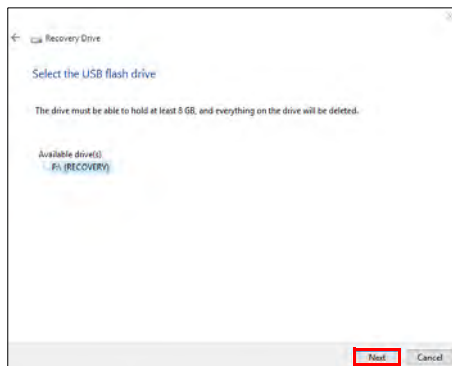 Recovery Drive
Select the USB flash drive
The drive must be able to hold at least 8 GB, and everything on the drive will be deleted.
Available drive(s)
F:\ (RECOVERY)
Next Cancel